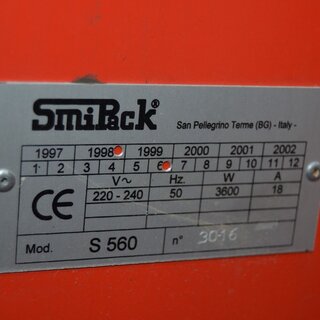 SmiPack®
San Pellegrino Terme (BG) - Italy -
1997 1998 1999 2000 2001 2002
1 2 3 4 5 6 7 8 9 10 11 12
V~ Hz. W A
CE 220 - 240 50 3600 18
Mod. S 560 n° 3016